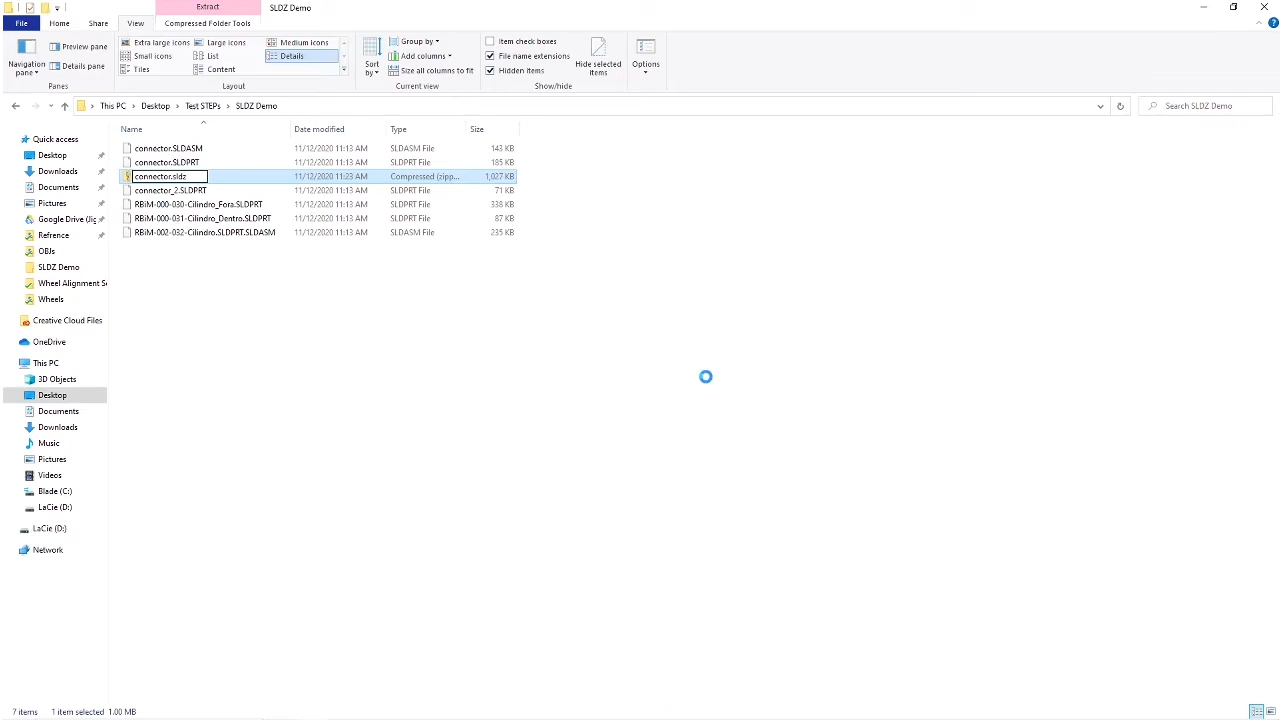 Extract
SLDZ Demo
File
Home
Share
View
Compressed Folder Tools
Navigation pane
Preview pane
Details pane
Panes
Extra large icons
Large icons
Medium icons
Small icons
List
Details
Tiles
Content
Layout
Sort by
Group by
Add columns
Size all columns to fit
Current view
Item check boxes
File name extensions
Hidden items
Hide selected items
Show/hide
Options
This PC > Desktop > Test STEPs > SLDZ Demo
Search SLDZ Demo
Name Date modified Type Size
connector.SLDASM 11/12/2020 11:13 AM SLDASM File 143 KB
connector.SLDPRT 11/12/2020 11:13 AM SLDPRT File 185 KB
connector.sldz 11/12/2020 11:23 AM Compressed (zipp... 1,027 KB
connector_2.SLDPRT 11/12/2020 11:13 AM SLDPRT File 71 KB
RBiM-000-030-Cilindro_Fora.SLDPRT 11/12/2020 11:13 AM SLDPRT File 338 KB
RBiM-000-031-Cilindro_Dentro.SLDPRT 11/12/2020 11:13 AM SLDPRT File 87 KB
RBiM-002-032-Cilindro.SLDPRT.SLDASM 11/12/2020 11:13 AM SLDASM File 235 KB
Quick access
Desktop
Downloads
Documents
Pictures
Google Drive (Jig
Refrence
OBJs
SLDZ Demo
Wheel Alignment Se
Wheels
Creative Cloud Files
OneDrive
This PC
3D Objects
Desktop
Documents
Downloads
Music
Pictures
Videos
Blade (C:)
LaCie (D:)
LaCie (D:)
Network
7 items 1 item selected 1.00 MB